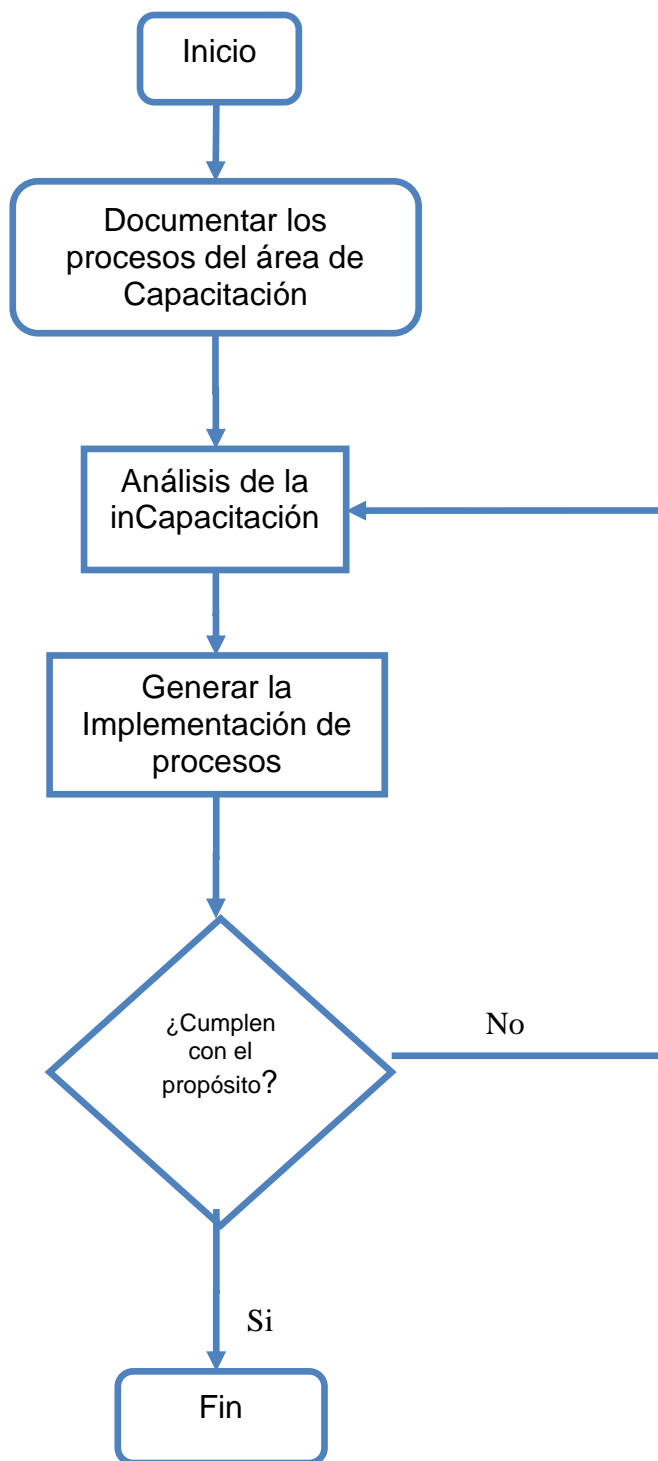 Inicio
Documentar los
procesos del área de
Capacitación
Análisis de la
inCapacitación
Generar la
Implementación de
procesos
¿Cumplen
con el
propósito?
No
Si
Fin